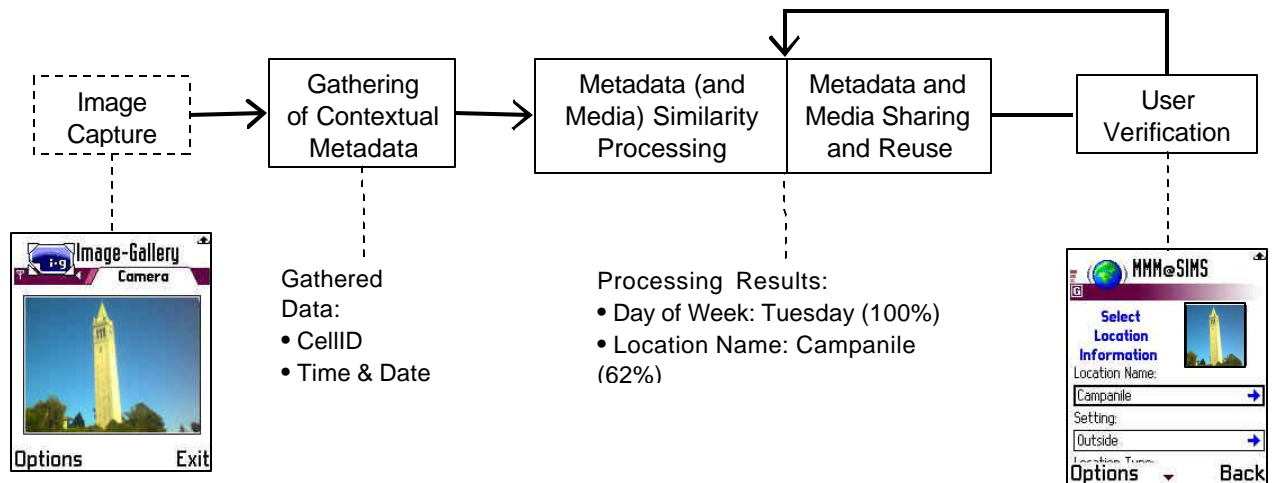 Image
Capture
Gathering
of Contextual
Metadata
Metadata (and
Media) Similarity
Processing
Metadata and
Media Sharing
and Reuse
User
Verification
Image-Gallery
i-g
Camera
Options Exit
Gathered
Data:
• CellID
• Time & Date
Processing Results:
• Day of Week: Tuesday (100%)
• Location Name: Campanile
(62%)
MMM@SIMS
G
Select
Location
Information
Location Name:
Campanile
Setting:
Outside
Location Type:
Options Back